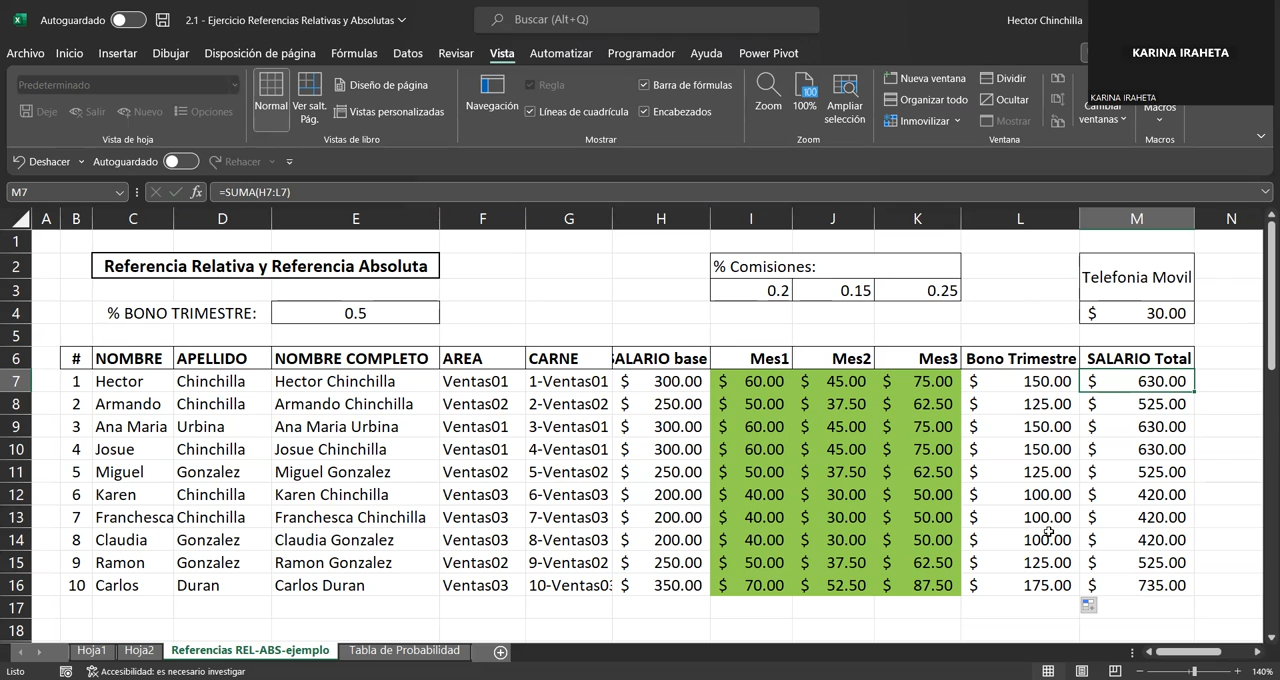 Autoguardado 2.1 - Ejercicio Referencias Relativas y Absolutas Buscar (Alt+Q) Hector Chinchilla
KARINA IRAHETA
KARINA IRAHETA
Archivo Inicio Insertar Dibujar Disposición de página Fórmulas Datos Revisar Vista Automatizar Programador Ayuda Power Pivot
Predeterminado
Deje Salir Nuevo Opciones
Vista de hoja
Normal Ver salt. Pág.
Diseño de página
Vistas personalizadas
Vistas de libro
Navegación
Regla Barra de fórmulas
Líneas de cuadrícula Encabezados
Mostrar
Zoom 100% Ampliar selección
100
Zoom
Nueva ventana Dividir
Organizar todo Ocultar
Inmovilizar Mostrar
Cambiar ventanas
Ventana
Macros
Macros
Deshacer Autoguardado Rehacer
M7 fx =SUMA(H7:L7)
A B C D E F G H I J K L M N
1
2 Referencia Relativa y Referencia Absoluta % Comisiones: Telefonia Movil
3 0.2 0.15 0.25
4 % BONO TRIMESTRE: 0.5 $ 30.00
5
6 # NOMBRE APELLIDO NOMBRE COMPLETO AREA CARNE SALARIO base Mes1 Mes2 Mes3 Bono Trimestre SALARIO Total
7 1 Hector Chinchilla Hector Chinchilla Ventas01 1-Ventas01 $ 300.00 $ 60.00 $ 45.00 $ 75.00 $ 150.00 $ 630.00
8 2 Armando Chinchilla Armando Chinchilla Ventas02 2-Ventas02 $ 250.00 $ 50.00 $ 37.50 $ 62.50 $ 125.00 $ 525.00
9 3 Ana Maria Urbina Ana Maria Urbina Ventas01 3-Ventas01 $ 300.00 $ 60.00 $ 45.00 $ 75.00 $ 150.00 $ 630.00
10 4 Josue Chinchilla Josue Chinchilla Ventas01 4-Ventas01 $ 300.00 $ 60.00 $ 45.00 $ 75.00 $ 150.00 $ 630.00
11 5 Miguel Gonzalez Miguel Gonzalez Ventas02 5-Ventas02 $ 250.00 $ 50.00 $ 37.50 $ 62.50 $ 125.00 $ 525.00
12 6 Karen Chinchilla Karen Chinchilla Ventas03 6-Ventas03 $ 200.00 $ 40.00 $ 30.00 $ 50.00 $ 100.00 $ 420.00
13 7 Franchesca Chinchilla Franchesca Chinchilla Ventas03 7-Ventas03 $ 200.00 $ 40.00 $ 30.00 $ 50.00 $ 100.00 $ 420.00
14 8 Claudia Gonzalez Claudia Gonzalez Ventas03 8-Ventas03 $ 200.00 $ 40.00 $ 30.00 $ 50.00 $ 100.00 $ 420.00
15 9 Ramon Gonzalez Ramon Gonzalez Ventas02 9-Ventas02 $ 250.00 $ 50.00 $ 37.50 $ 62.50 $ 125.00 $ 525.00
16 10 Carlos Duran Carlos Duran Ventas03 10-Ventas03 $ 350.00 $ 70.00 $ 52.50 $ 87.50 $ 175.00 $ 735.00
17
18
Hoja1 Hoja2 Referencias REL-ABS-ejemplo Tabla de Probabilidad
Listo Accesibilidad: es necesario investigar 140%